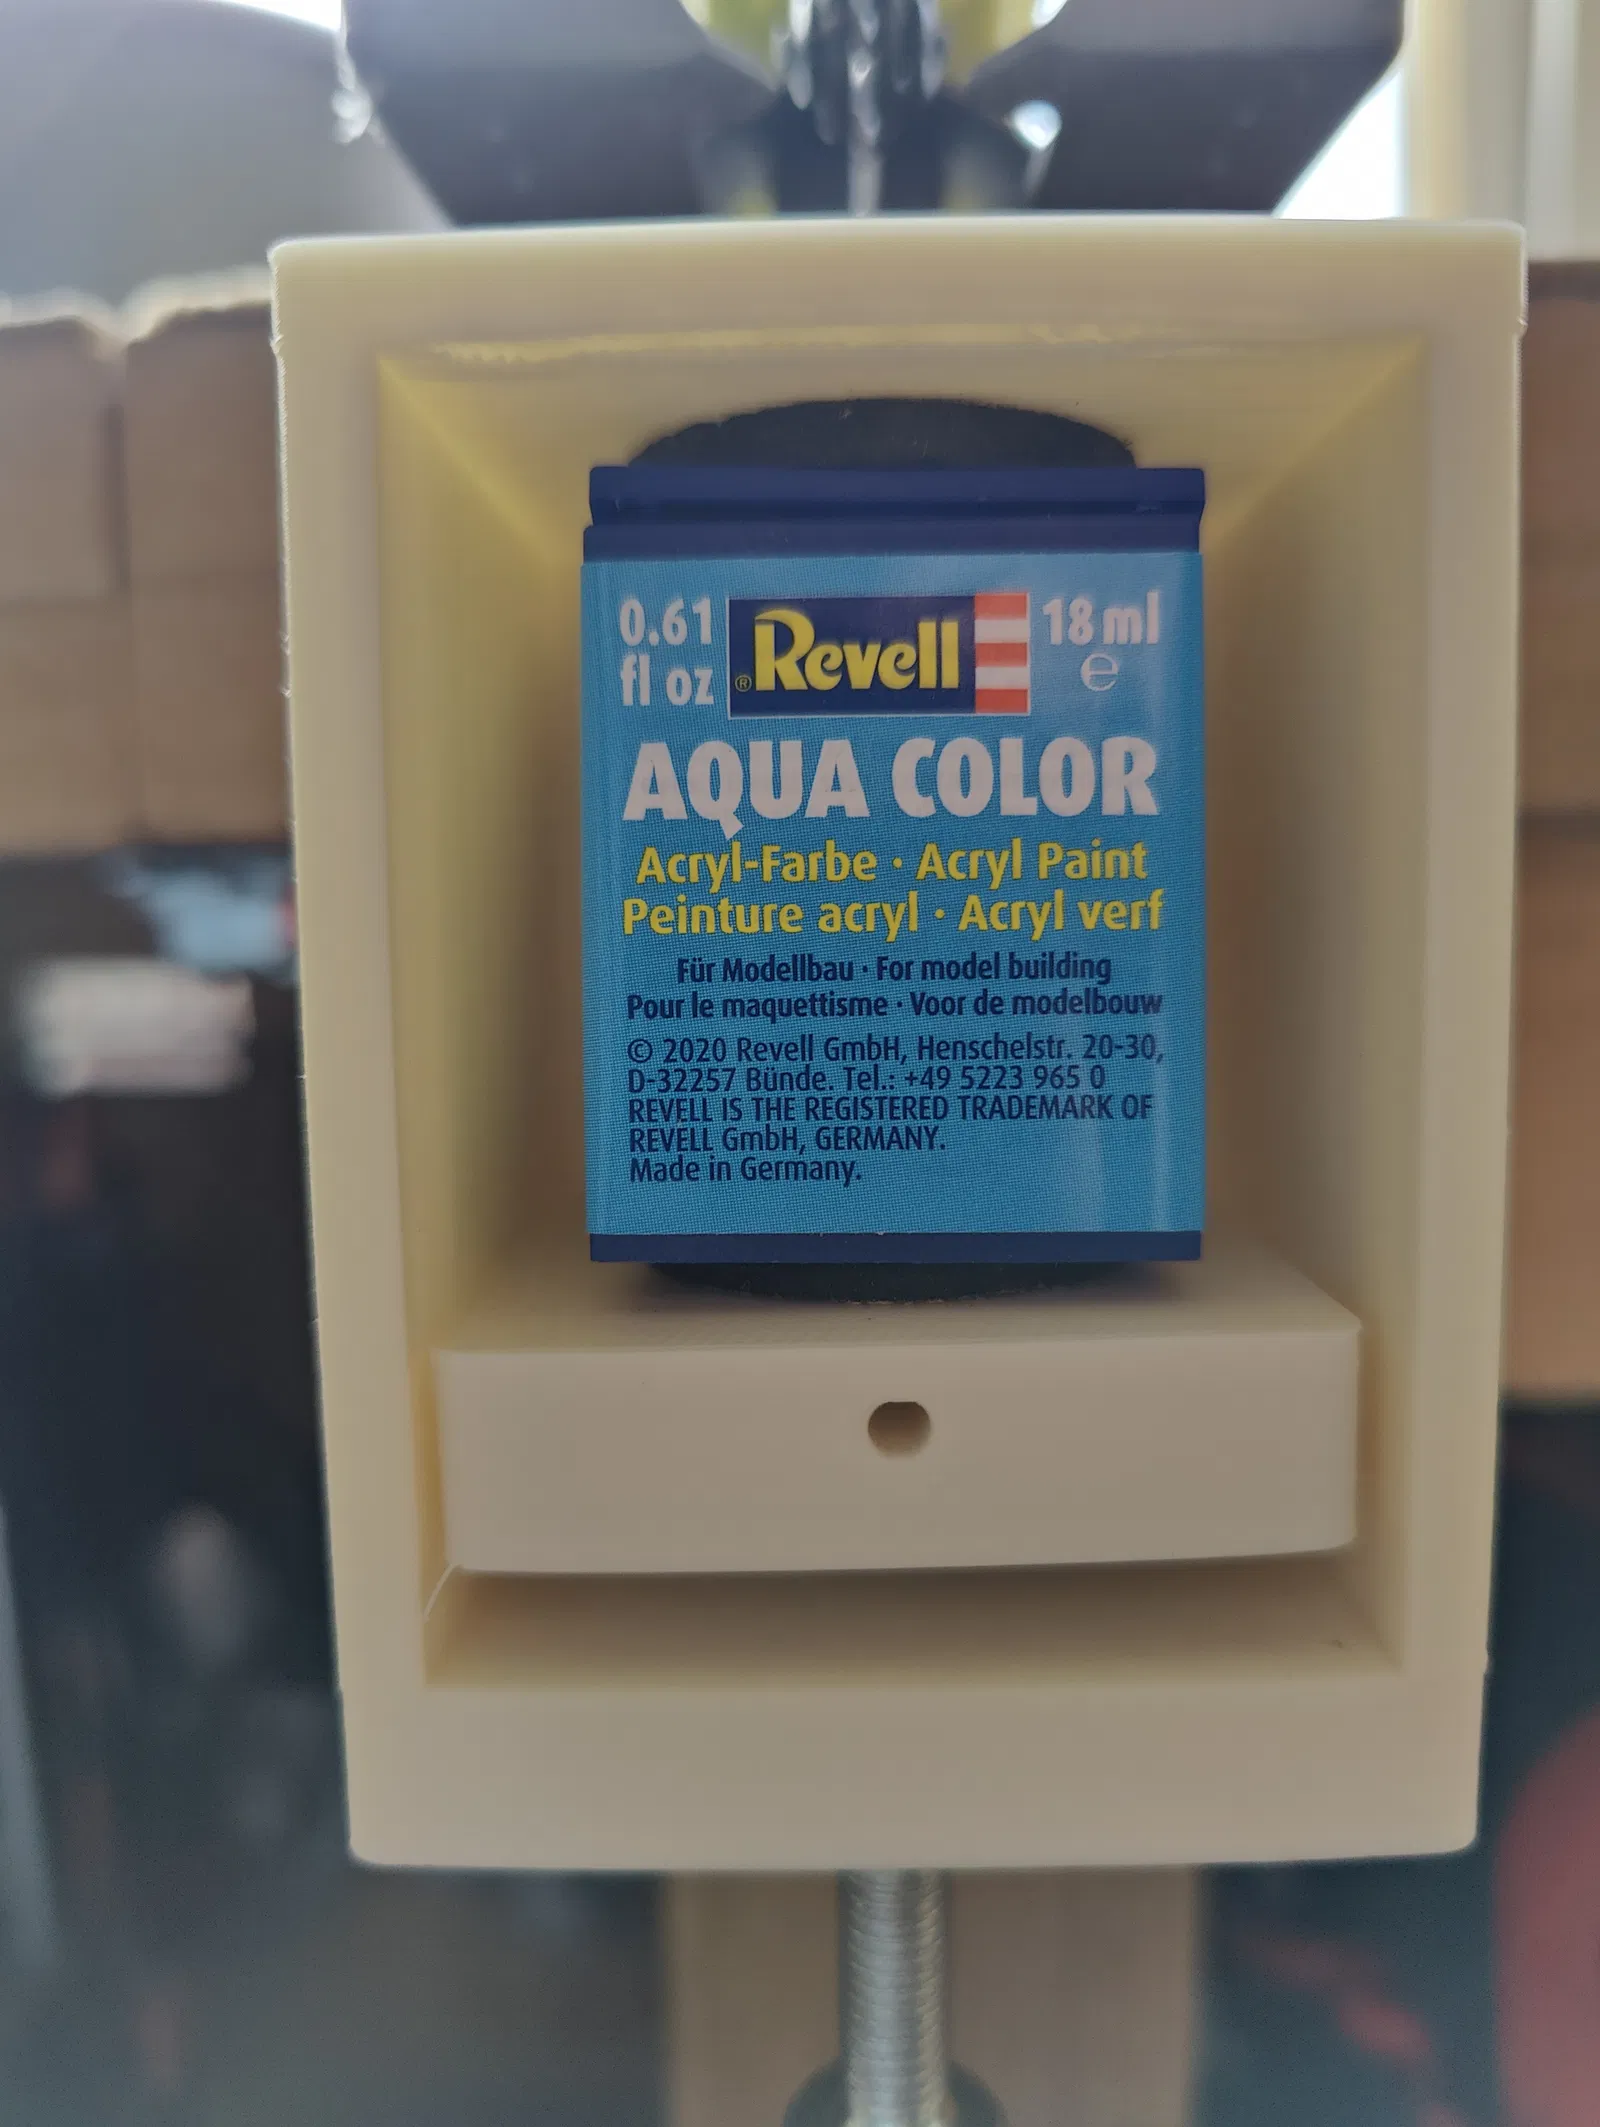 0.61
fl oz
® Revell
18 ml
e
AQUA COLOR
Acryl-Farbe · Acryl Paint
Peinture acryl · Acryl verf
Für Modellbau · For model building
Pour le maquettisme · Voor de modelbouw
© 2020 Revell GmbH, Henschelstr. 20-30,
D-32257 Bünde. Tel.: +49 5223 965 0
REVELL IS THE REGISTERED TRADEMARK OF
REVELL GmbH, GERMANY.
Made in Germany.